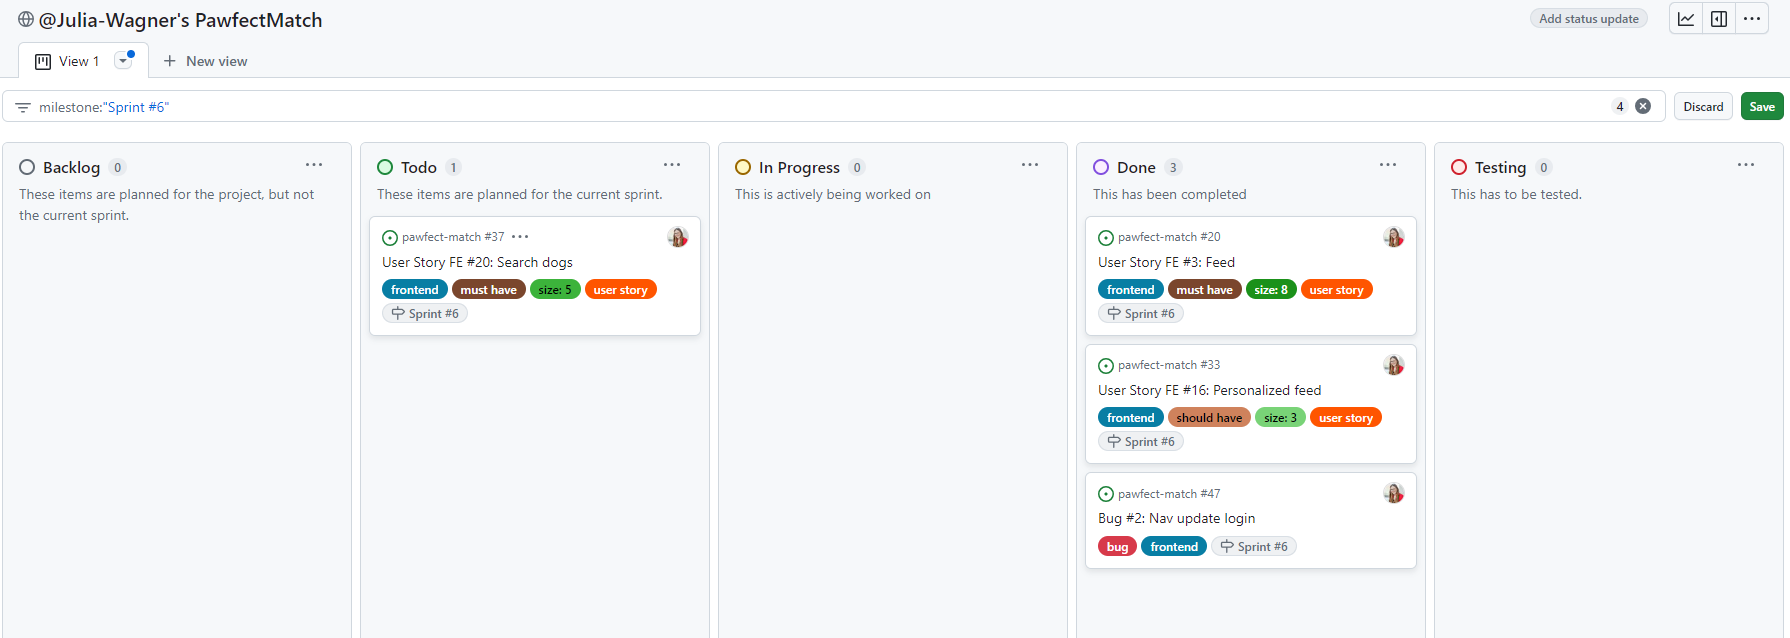 @Julia-Wagner's PawfectMatch
Add status update
View 1
New view
milestone:"Sprint #6"
4
Discard
Save
Backlog 0
These items are planned for the project, but not
the current sprint.
Todo 1
These items are planned for the current sprint.
pawfect-match #37
User Story FE #20: Search dogs
frontend must have size: 5 user story
Sprint #6
In Progress 0
This is actively being worked on
Done 3
This has been completed
pawfect-match #20
User Story FE #3: Feed
frontend must have size: 8 user story
Sprint #6
pawfect-match #33
User Story FE #16: Personalized feed
frontend should have size: 3 user story
Sprint #6
pawfect-match #47
Bug #2: Nav update login
bug frontend Sprint #6
Testing 0
This has to be tested.